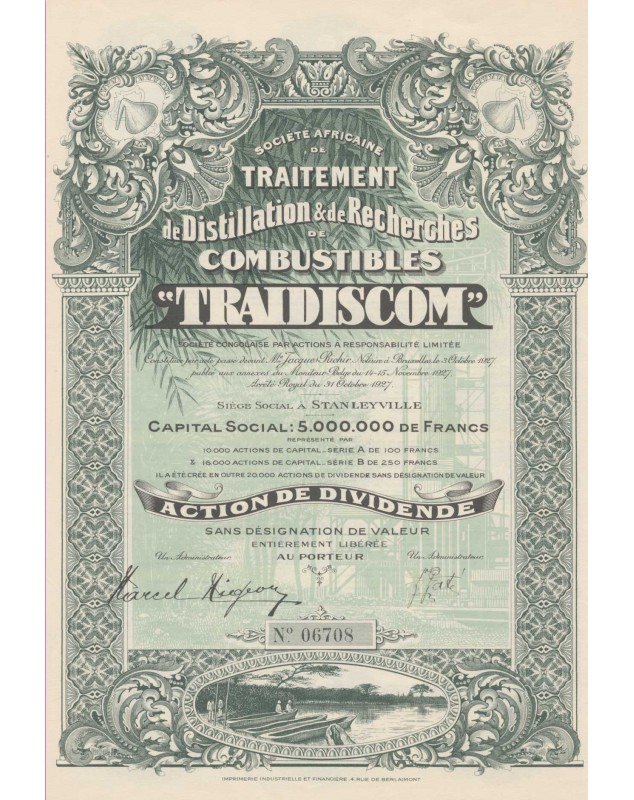 SOCIÉTÉ AFRICAINE
DE
TRAITEMENT
de Distillation & de Recherches
DE
COMBUSTIBLES
"TRAIDISCOM"
SOCIÉTÉ CONGOLAISE PAR ACTIONS À RESPONSABILITÉ LIMITÉE
Constituée par acte passé devant Me Jacques Richir, Notaire à Bruxelles, le 3 Octobre 1927
publié aux annexes du Moniteur Belge du 14-15 Novembre 1927.
Arrêté Royal du 31 Octobre 1927.
SIÈGE SOCIAL À STANLEYVILLE
CAPITAL SOCIAL: 5.000.000 DE FRANCS
REPRÉSENTÉ PAR
10.000 ACTIONS DE CAPITAL, SÉRIE A DE 100 FRANCS
& 16.000 ACTIONS DE CAPITAL, SÉRIE B DE 250 FRANCS
IL A ÉTÉ CRÉÉ EN OUTRE 20.000 ACTIONS DE DIVIDENDE SANS DÉSIGNATION DE VALEUR
ACTION DE DIVIDENDE
SANS DÉSIGNATION DE VALEUR
ENTIÈREMENT LIBÉRÉE
AU PORTEUR
Un Administrateur. Un Administrateur.
Marcel Migeon
No 06708
IMPRIMERIE INDUSTRIELLE ET FINANCIÈRE 4, RUE DE BERLAIMONT